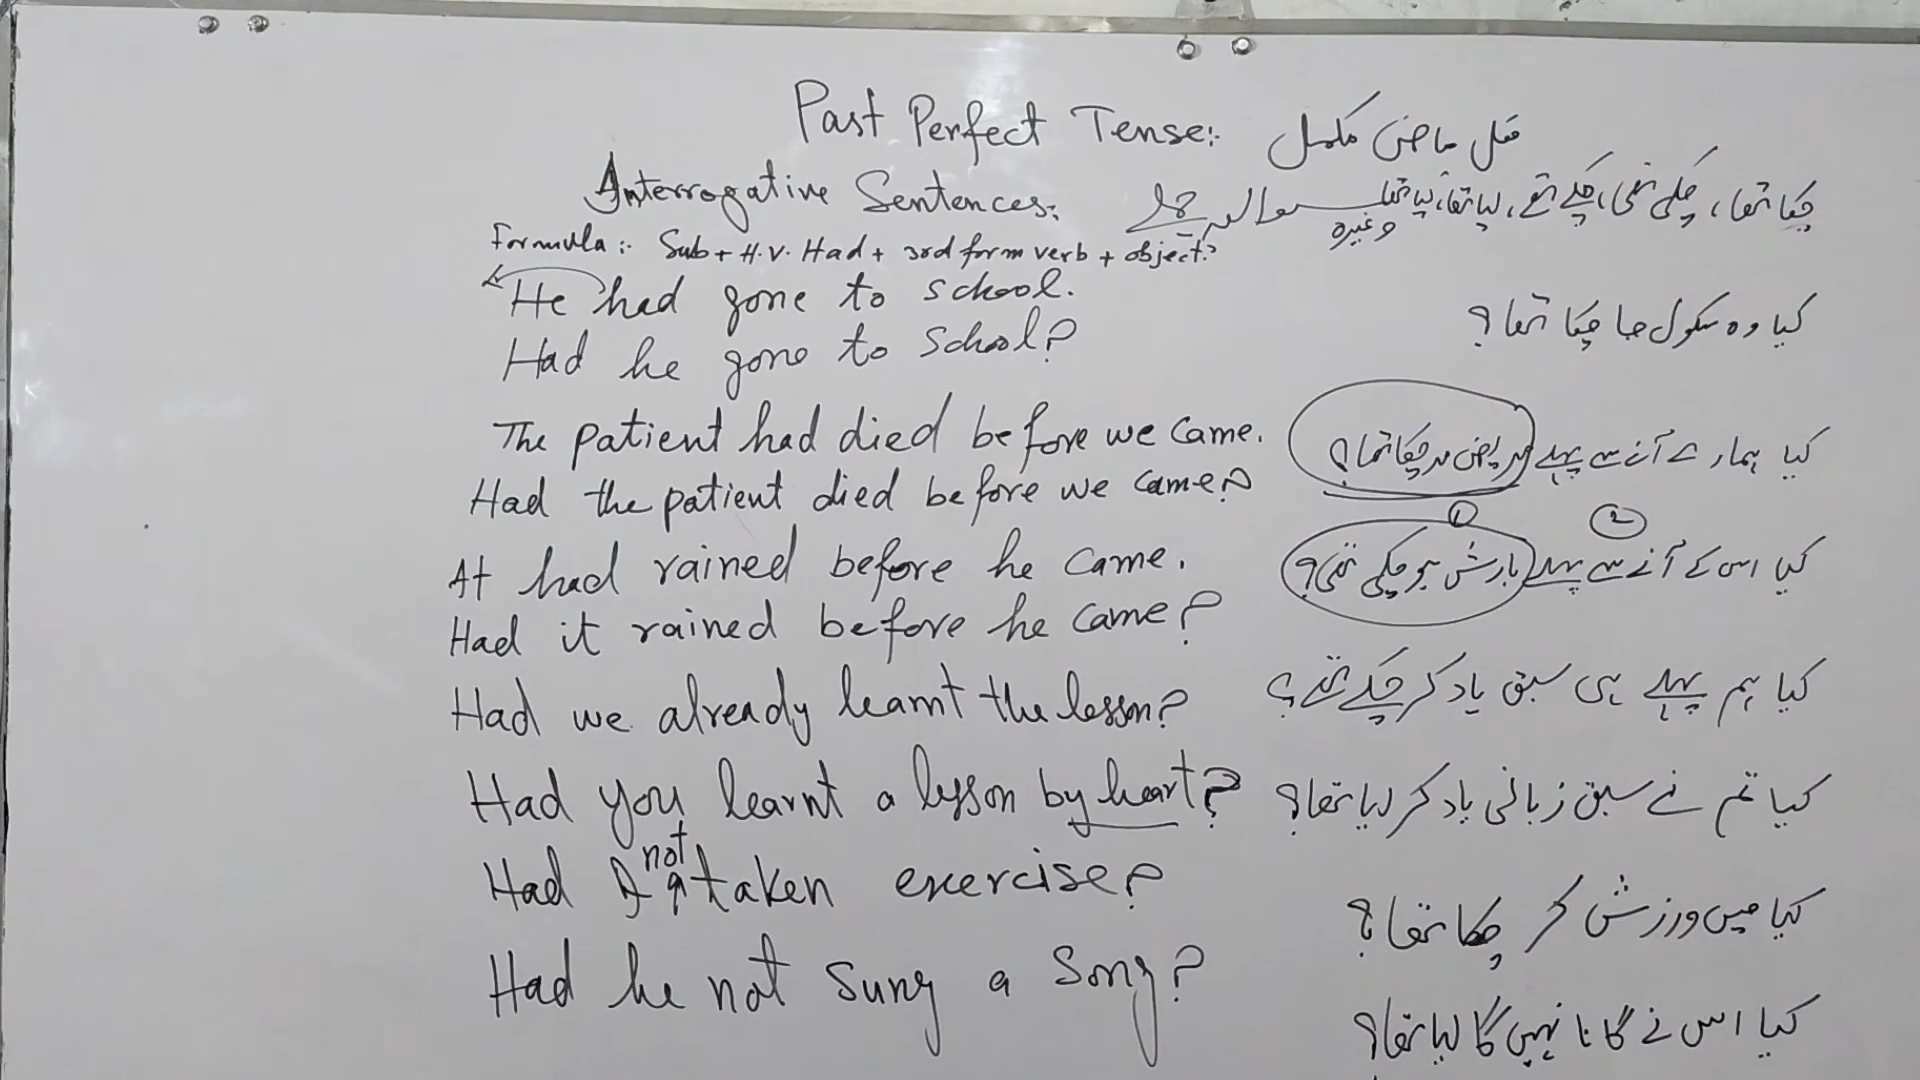 Past Perfect Tense:- فعل ماضی مکمل
Interrogative Sentences:- سوالیہ جملے
چکا تھا، چکی تھی، چکے تھے، لیا تھا، پیا تھا وغیرہ
Formula :- Sub + H.V. Had + 3rd form verb + object?
He had gone to school.
Had he gone to school? کیا وہ سکول جا چکا تھا؟
The patient had died before we came.
Had the patient died before we came? کیا ہمارے آنے سے پہلے مریض مر چکا تھا؟
① ②
It had rained before he came. کیا اس کے آنے سے پہلے بارش ہو چکی تھی؟
Had it rained before he came?
Had we already learnt the lesson? کیا ہم پہلے ہی سبق یاد کر چکے تھے؟
Had you learnt a lesson by heart? کیا تم نے سبق زبانی یاد کر لیا تھا؟
Had I not taken exercise? کیا میں ورزش کر چکا تھا؟
Had he not sung a song? کیا اس نے گانا نہیں گا لیا تھا؟